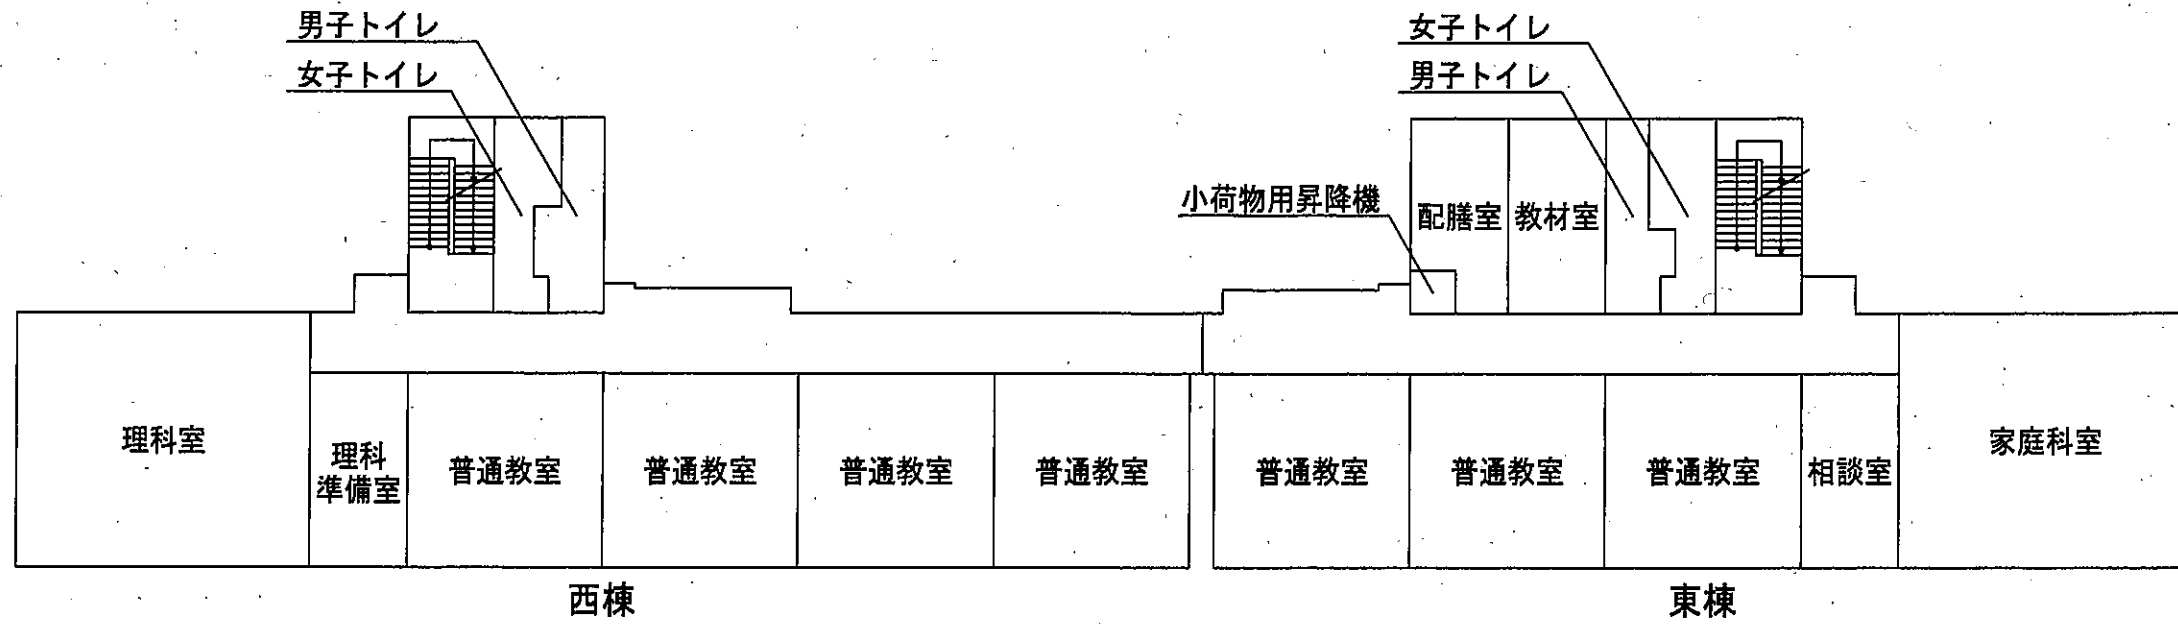 男子トイレ
女子トイレ
女子トイレ
男子トイレ
小荷物用昇降機
配膳室
教材室
理科室
理科
準備室
普通教室
普通教室
普通教室
普通教室
普通教室
普通教室
普通教室
相談室
家庭科室
西棟
東棟